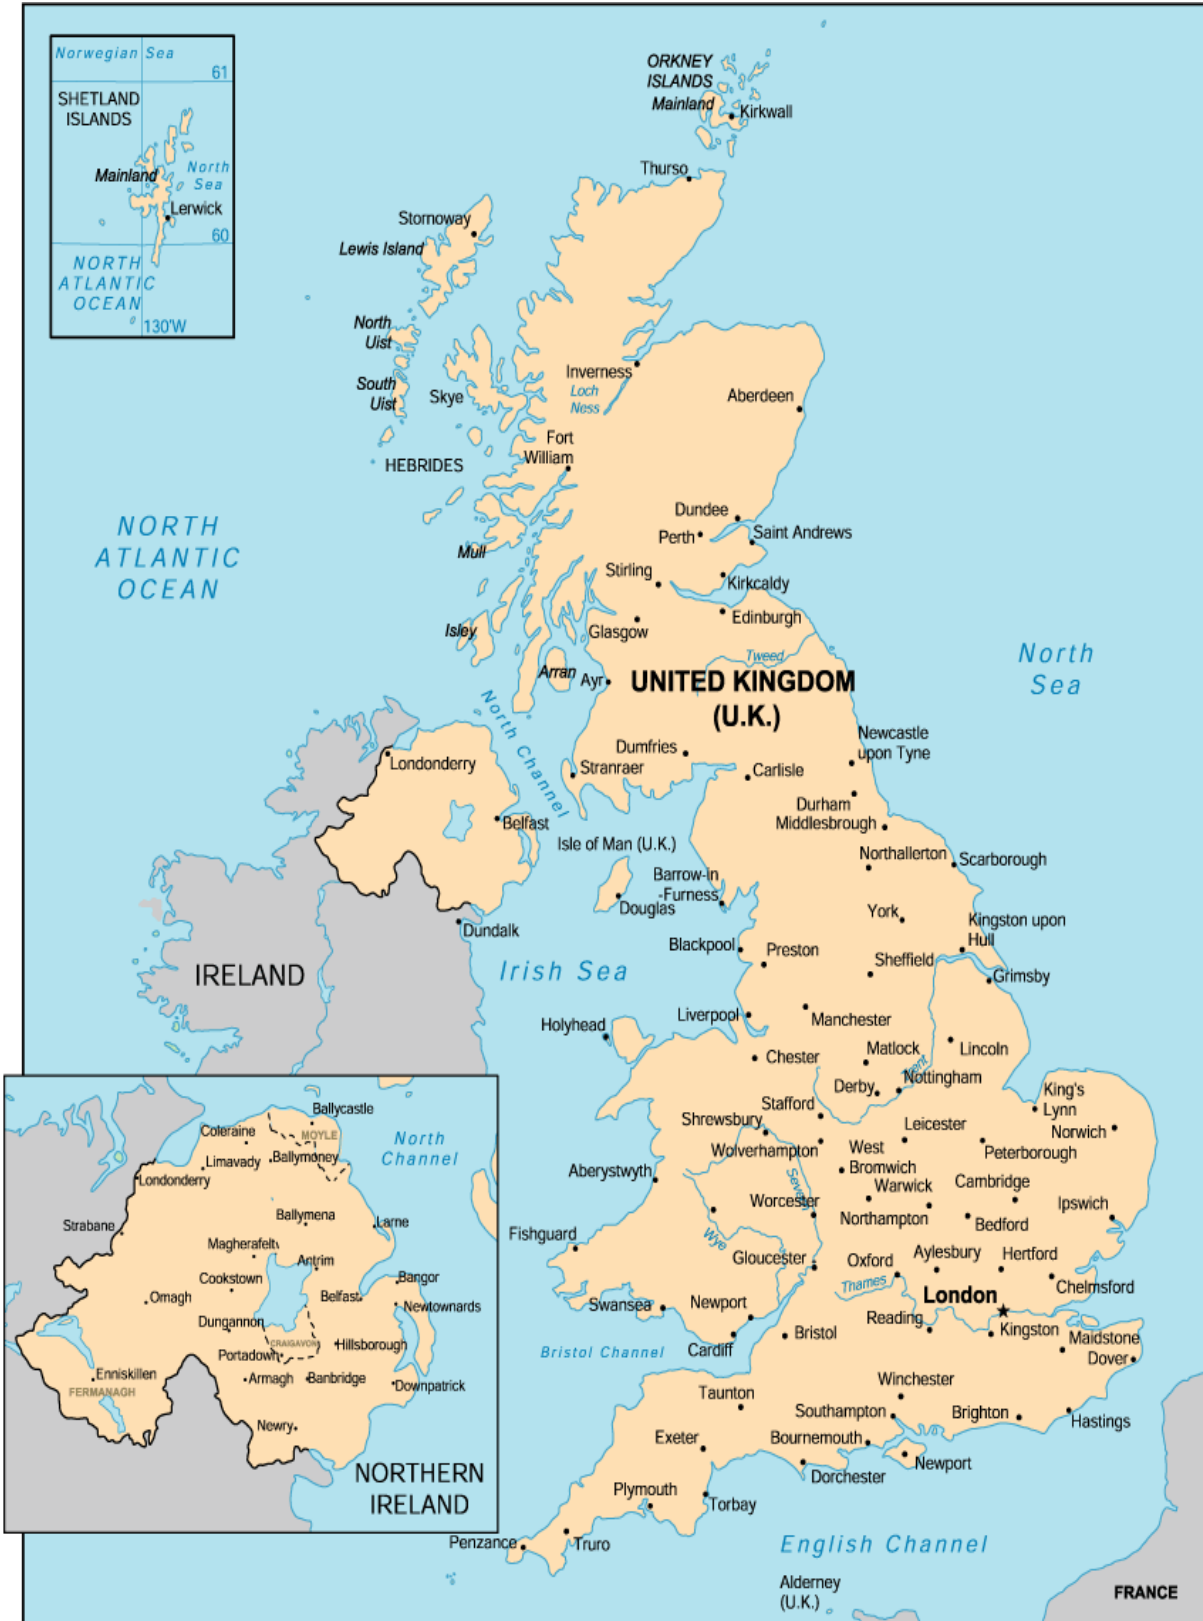 Norwegian Sea
61
SHETLAND
ISLANDS
Mainland
North
Sea
Lerwick
60
NORTH
ATLANTIC
OCEAN
130'W
ORKNEY
ISLANDS
Mainland
Kirkwall
Thurso
Stornoway
Lewis Island
North
Uist
South
Uist
Skye
HEBRIDES
Inverness
Loch
Ness
Aberdeen
Fort
William
Dundee
Perth
Saint Andrews
NORTH
ATLANTIC
OCEAN
Mull
Stirling
Kirkcaldy
Edinburgh
Glasgow
Isley
Arran
Ayr
Tweed
UNITED KINGDOM
(U.K.)
North
Sea
North Channel
Londonderry
Belfast
Dumfries
Stranraer
Carlisle
Newcastle
upon Tyne
Durham
Middlesbrough
Isle of Man (U.K.)
Douglas
Barrow-in
-Furness
Northallerton
Scarborough
York
Kingston upon
Hull
Dundalk
IRELAND
Irish Sea
Blackpool
Preston
Sheffield
Grimsby
Liverpool
Manchester
Holyhead
Chester
Matlock
Lincoln
Trent
Derby
Nottingham
King's
Lynn
Stafford
Shrewsbury
Wolverhampton
West
Bromwich
Leicester
Peterborough
Norwich
Aberystwyth
Severn
Warwick
Cambridge
Worcester
Northampton
Bedford
Ipswich
Fishguard
Wye
Gloucester
Oxford
Aylesbury
Hertford
Chelmsford
Thames
London
Swansea
Newport
Cardiff
Bristol
Reading
Kingston
Maidstone
Dover
Bristol Channel
Taunton
Winchester
Southampton
Brighton
Hastings
Exeter
Bournemouth
Newport
Dorchester
Plymouth
Torbay
Penzance
Truro
English Channel
Alderney
(U.K.)
FRANCE
Ballycastle
Coleraine
MOYLE
North
Channel
Limavady
Ballymoney
Londonderry
Strabane
Ballymena
Larne
Magherafelt
Antrim
Cookstown
Bangor
Omagh
Belfast
Newtownards
Dungannon
CRAIGAVON
Hillsborough
Portadown
Enniskillen
FERMANAGH
Armagh
Banbridge
Downpatrick
Newry
NORTHERN
IRELAND